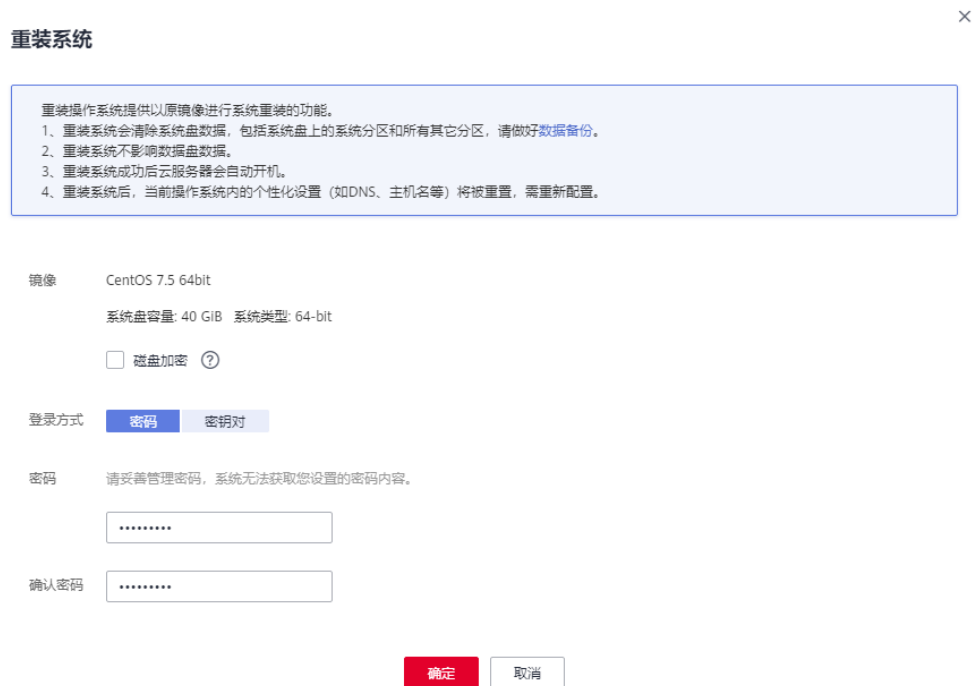 重装系统
重装操作系统提供以原镜像进行系统重装的功能。
1、重装系统会清除系统盘数据，包括系统盘上的系统分区和所有其它分区，请做好数据备份。
2、重装系统不影响数据盘数据。
3、重装系统成功后云服务器会自动开机。
4、重装系统后，当前操作系统内的个性化设置（如DNS、主机名等）将被重置，需重新配置。
镜像 CentOS 7.5 64bit
系统盘容量: 40 GiB 系统类型: 64-bit
磁盘加密 ?
登录方式 密码 密钥对
密码 请妥善管理密码，系统无法获取您设置的密码内容。
•••••••••
确认密码 •••••••••
确定 取消